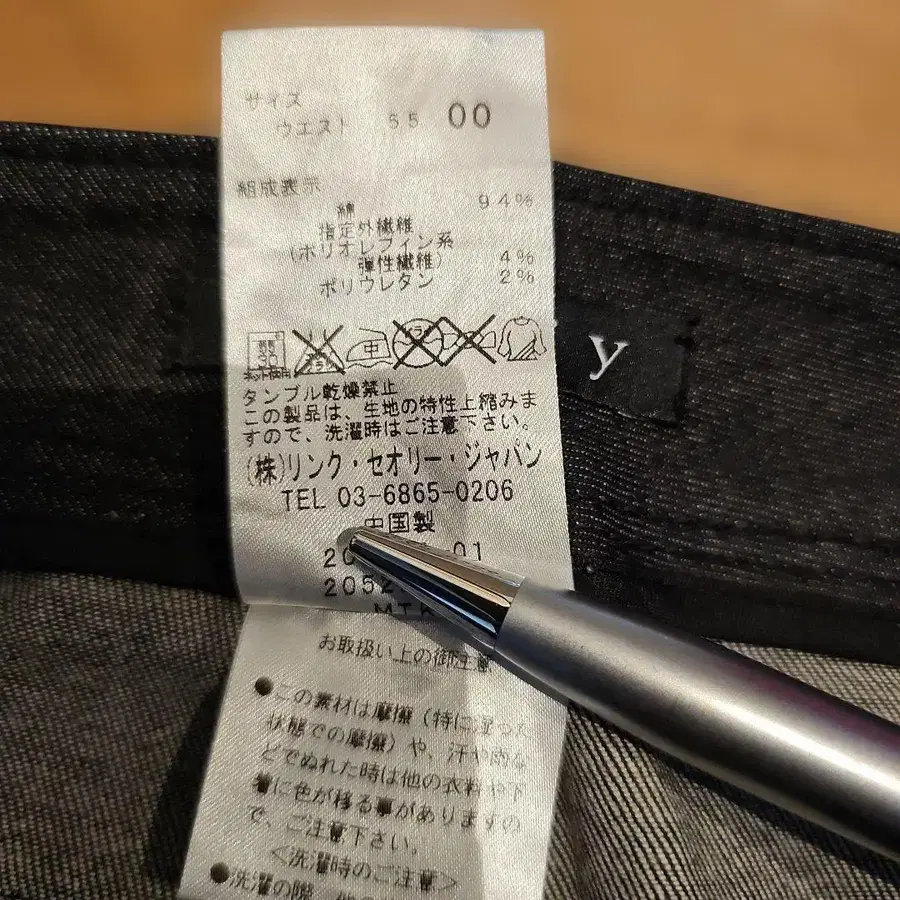 サイズ
ウエスト 55 00
組成表示
綿 94%
指定外繊維
(ポリオレフィン系
弾性繊維) 4%
ポリウレタン 2%
中
タンブル乾燥禁止
この製品は、生地の特性上縮みま
すので、洗濯時はご注意下さい。
(株)リンク・セオリー・ジャパン
TEL 03-6865-0206
中国製
20 01
2052
MTK
y
お取扱い上の御注意
●この素材は摩擦(特に湿った
状態での摩擦)や、汗や雨な
どでぬれた時は他の衣料や下
着に色が移る事がありますの
で、ご注意下さい。
<洗濯時のご注意>
●洗濯の際、他の